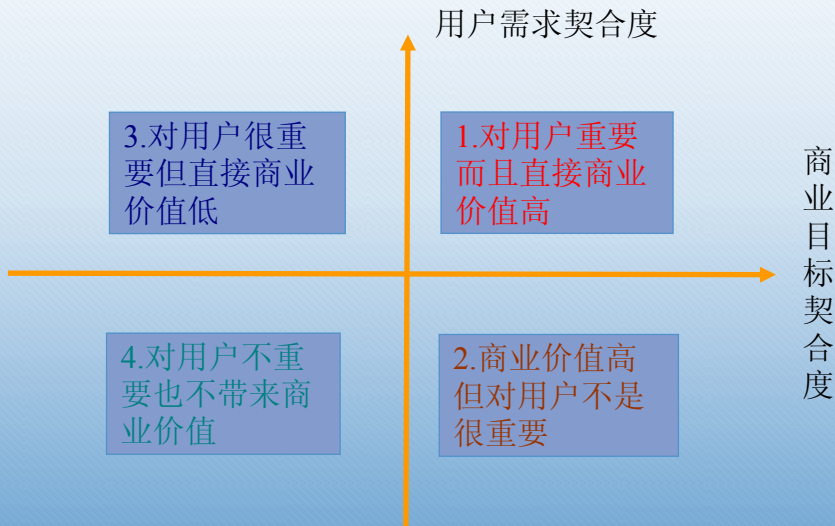 用户需求契合度
3.对用户很重
要但直接商业
价值低
1.对用户重要
而且直接商业
价值高
商
业
目
标
契
合
度
4.对用户不重
要也不带来商
业价值
2.商业价值高
但对用户不是
很重要